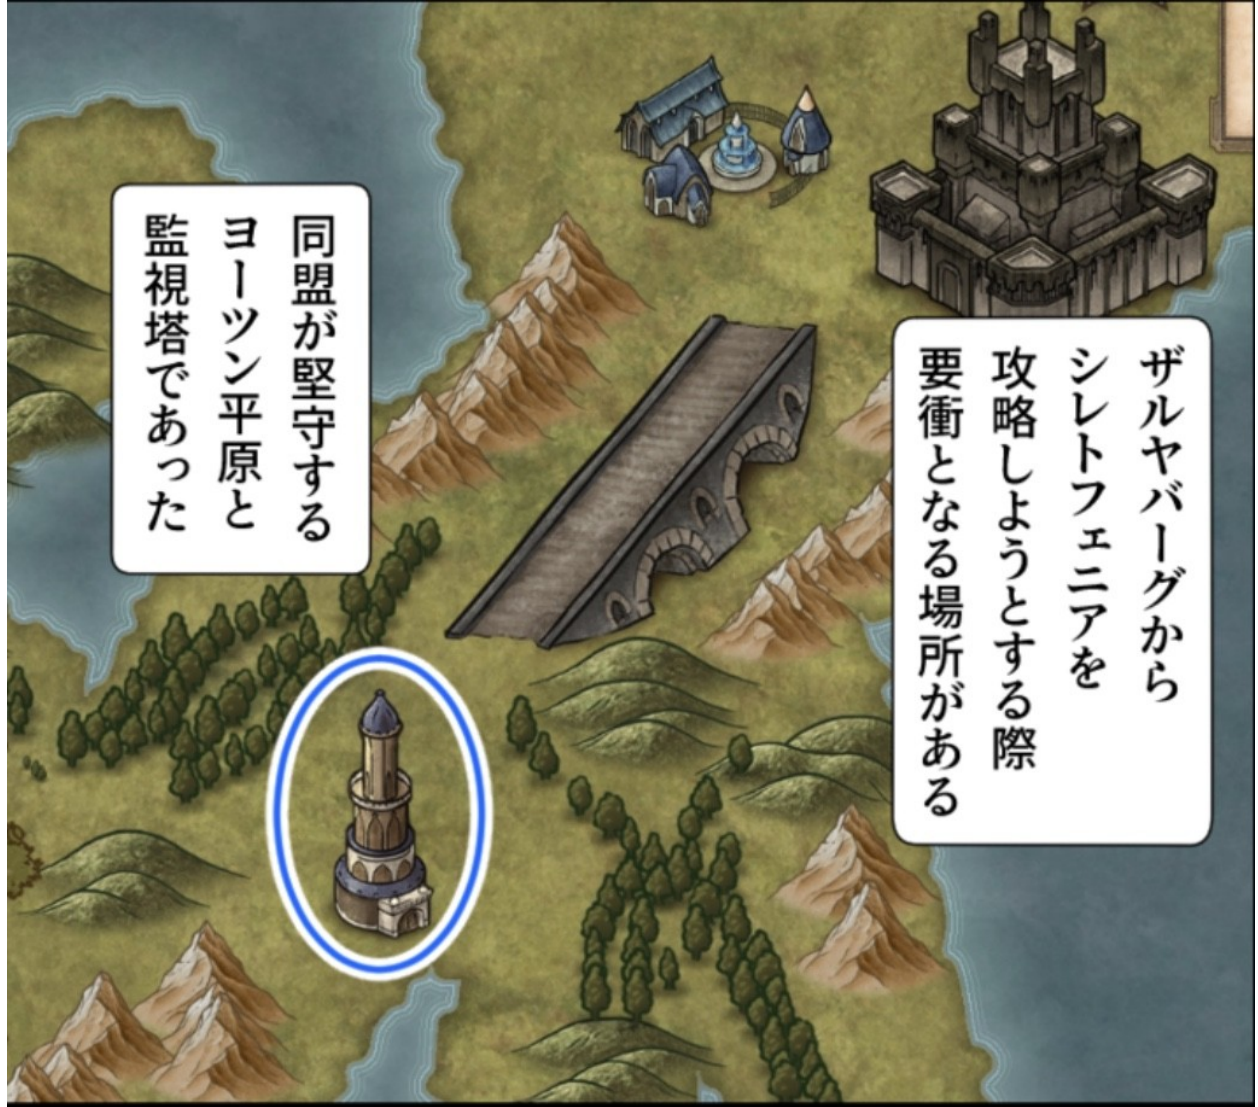 ザルヤバーグから
シレトフェニアを
攻略しようとする際
要衝となる場所がある
同盟が堅守する
ヨーツン平原と
監視塔であった